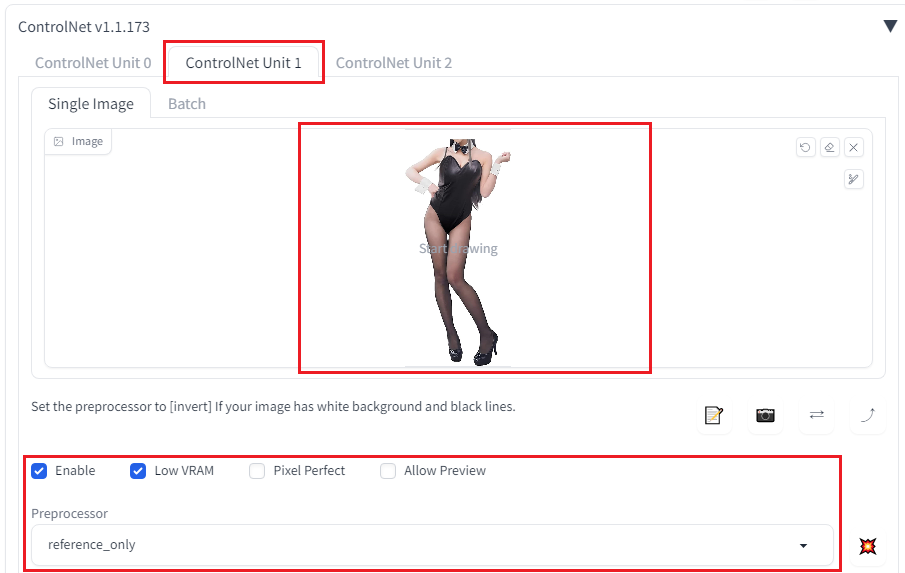 ControlNet v1.1.173
ControlNet Unit 0 ControlNet Unit 1 ControlNet Unit 2
Single Image Batch
Image
Start drawing
Set the preprocessor to [invert] If your image has white background and black lines.
Enable Low VRAM Pixel Perfect Allow Preview
Preprocessor
reference_only